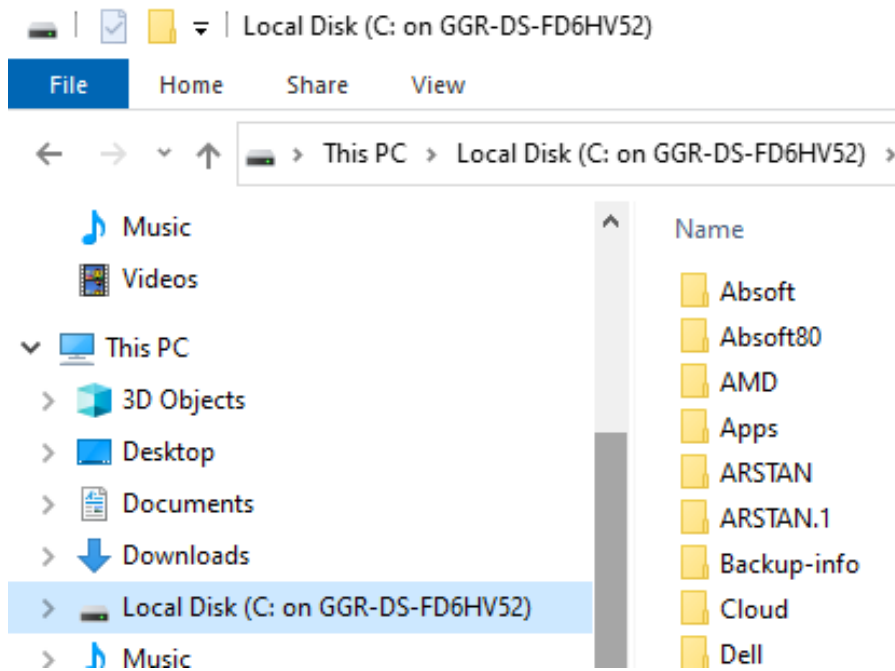 Local Disk (C: on GGR-DS-FD6HV52)
File Home Share View
This PC > Local Disk (C: on GGR-DS-FD6HV52) >
Music
Videos
This PC
3D Objects
Desktop
Documents
Downloads
Local Disk (C: on GGR-DS-FD6HV52)
Music
Name
Absoft
Absoft80
AMD
Apps
ARSTAN
ARSTAN.1
Backup-info
Cloud
Dell